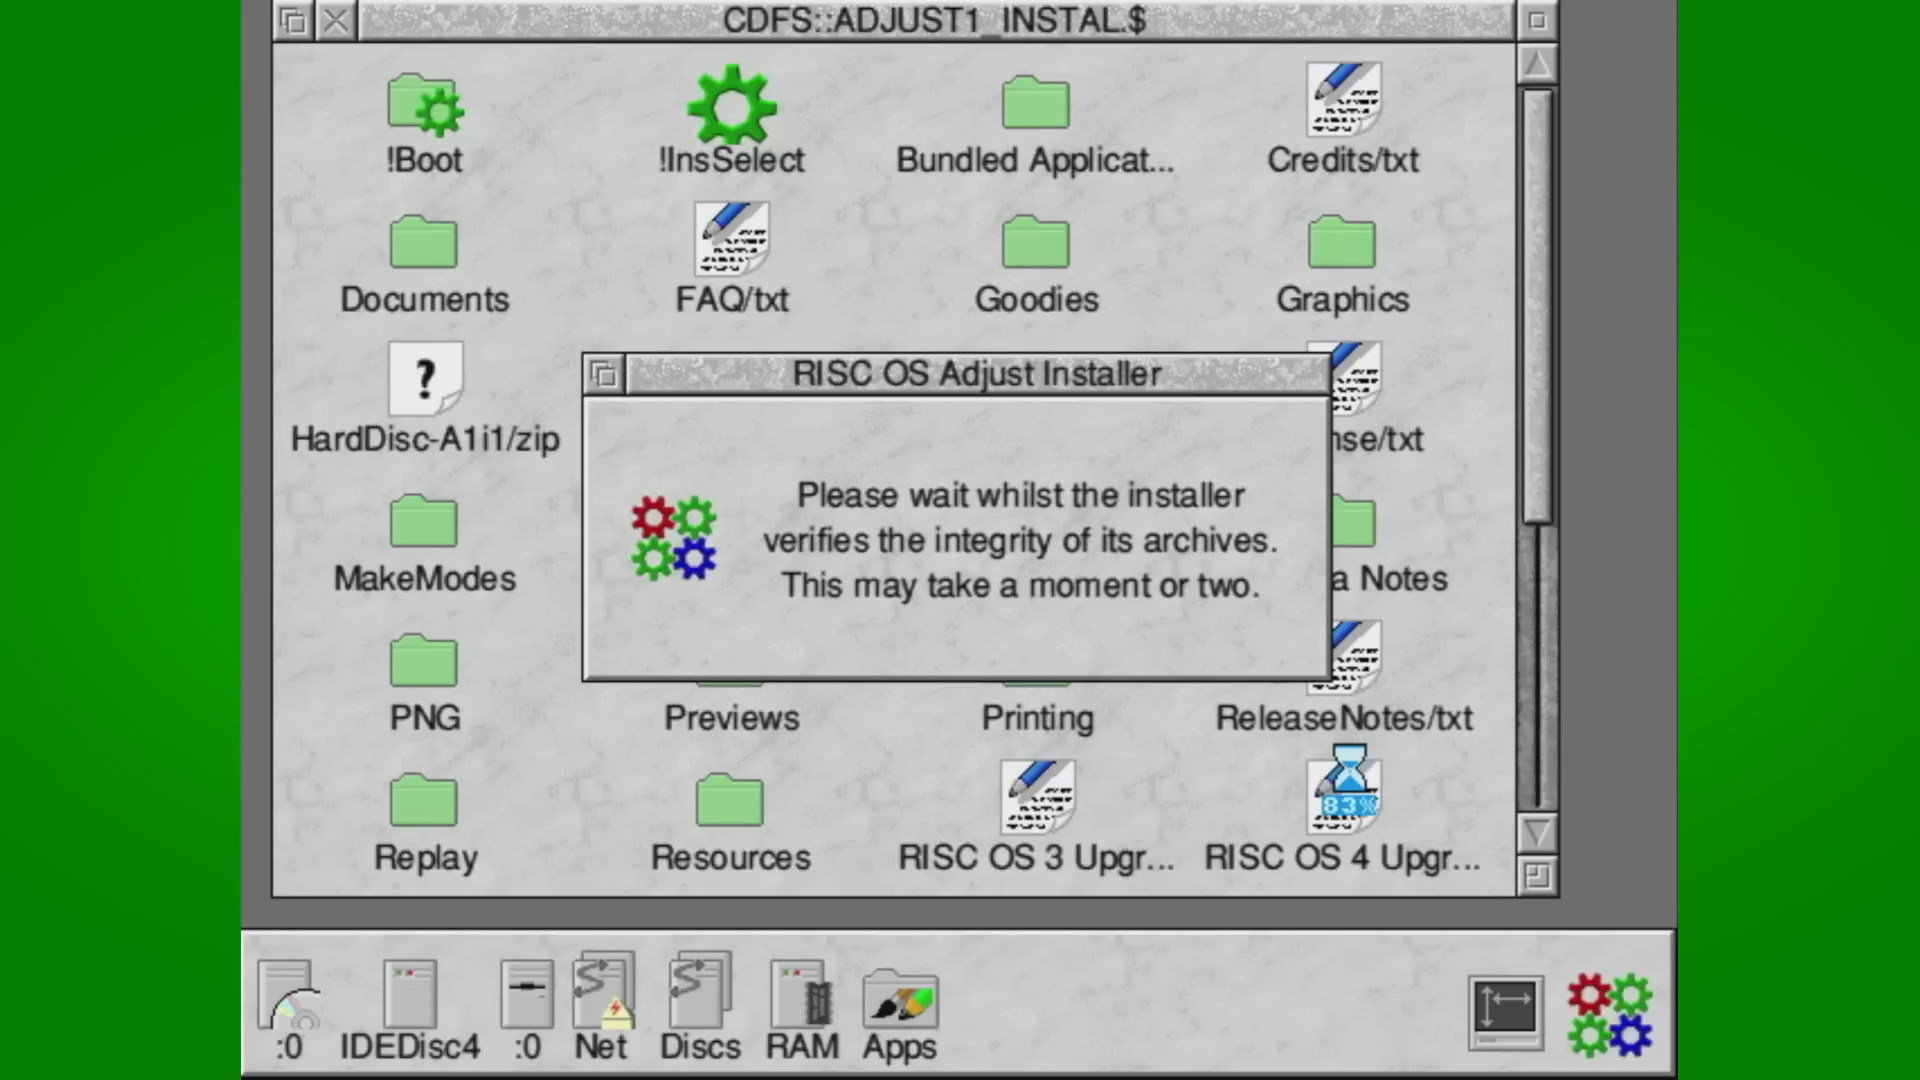 CDFS::ADJUST1_INSTAL.$
!Boot
!InsSelect
Bundled Applicat...
Credits/txt
Documents
FAQ/txt
Goodies
Graphics
HardDisc-A1i1/zip
nse/txt
RISC OS Adjust Installer
Please wait whilst the installer
verifies the integrity of its archives.
This may take a moment or two.
MakeModes
a Notes
PNG
Previews
Printing
ReleaseNotes/txt
83%
Replay
Resources
RISC OS 3 Upgr...
RISC OS 4 Upgr...
:0
IDEDisc4
:0
Net
Discs
RAM
Apps